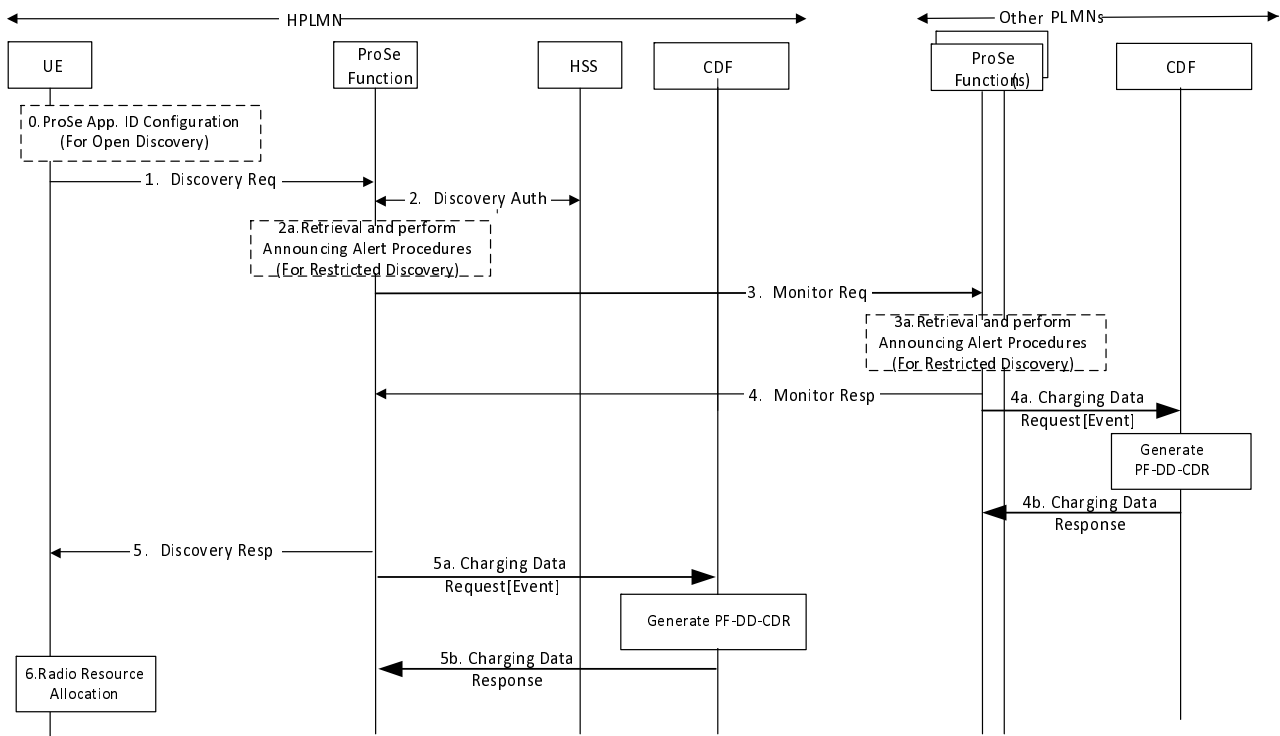 HPLMN
Other PLMNs
UE
ProSe
Function
HSS
CDF
ProSe
Function(s)
CDF
0.ProSe App. ID Configuration
(For Open Discovery)
1. Discovery Req
2. Discovery Auth
2a.Retrieval and perform
Announcing Alert Procedures
(For Restricted Discovery)
3. Monitor Req
3a.Retrieval and perform
Announcing Alert Procedures
(For Restricted Discovery)
4. Monitor Resp
4a. Charging Data
Request[Event]
Generate
PF-DD-CDR
4b. Charging Data
Response
5. Discovery Resp
5a. Charging Data
Request[Event]
Generate PF-DD-CDR
5b. Charging Data
Response
6.Radio Resource
Allocation